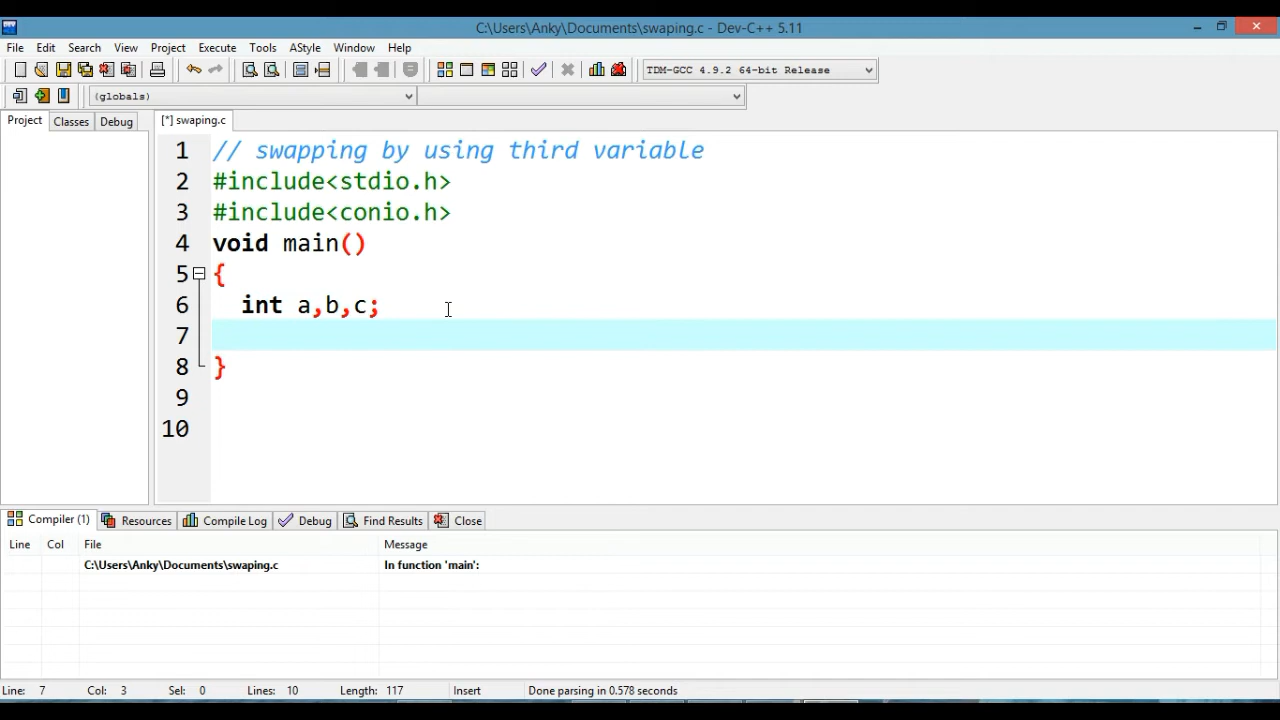 C:\Users\Anky\Documents\swaping.c - Dev-C++ 5.11
File Edit Search View Project Execute Tools AStyle Window Help
TDM-GCC 4.9.2 64-bit Release
(globals)
Project Classes Debug [*] swaping.c
1 // swapping by using third variable
2 #include<stdio.h>
3 #include<conio.h>
4 void main()
5 {
6 int a,b,c;
7
8 }
9
10
Compiler (1) Resources Compile Log Debug Find Results Close
Line Col File Message
C:\Users\Anky\Documents\swaping.c In function 'main':
Line: 7 Col: 3 Sel: 0 Lines: 10 Length: 117 Insert Done parsing in 0.578 seconds